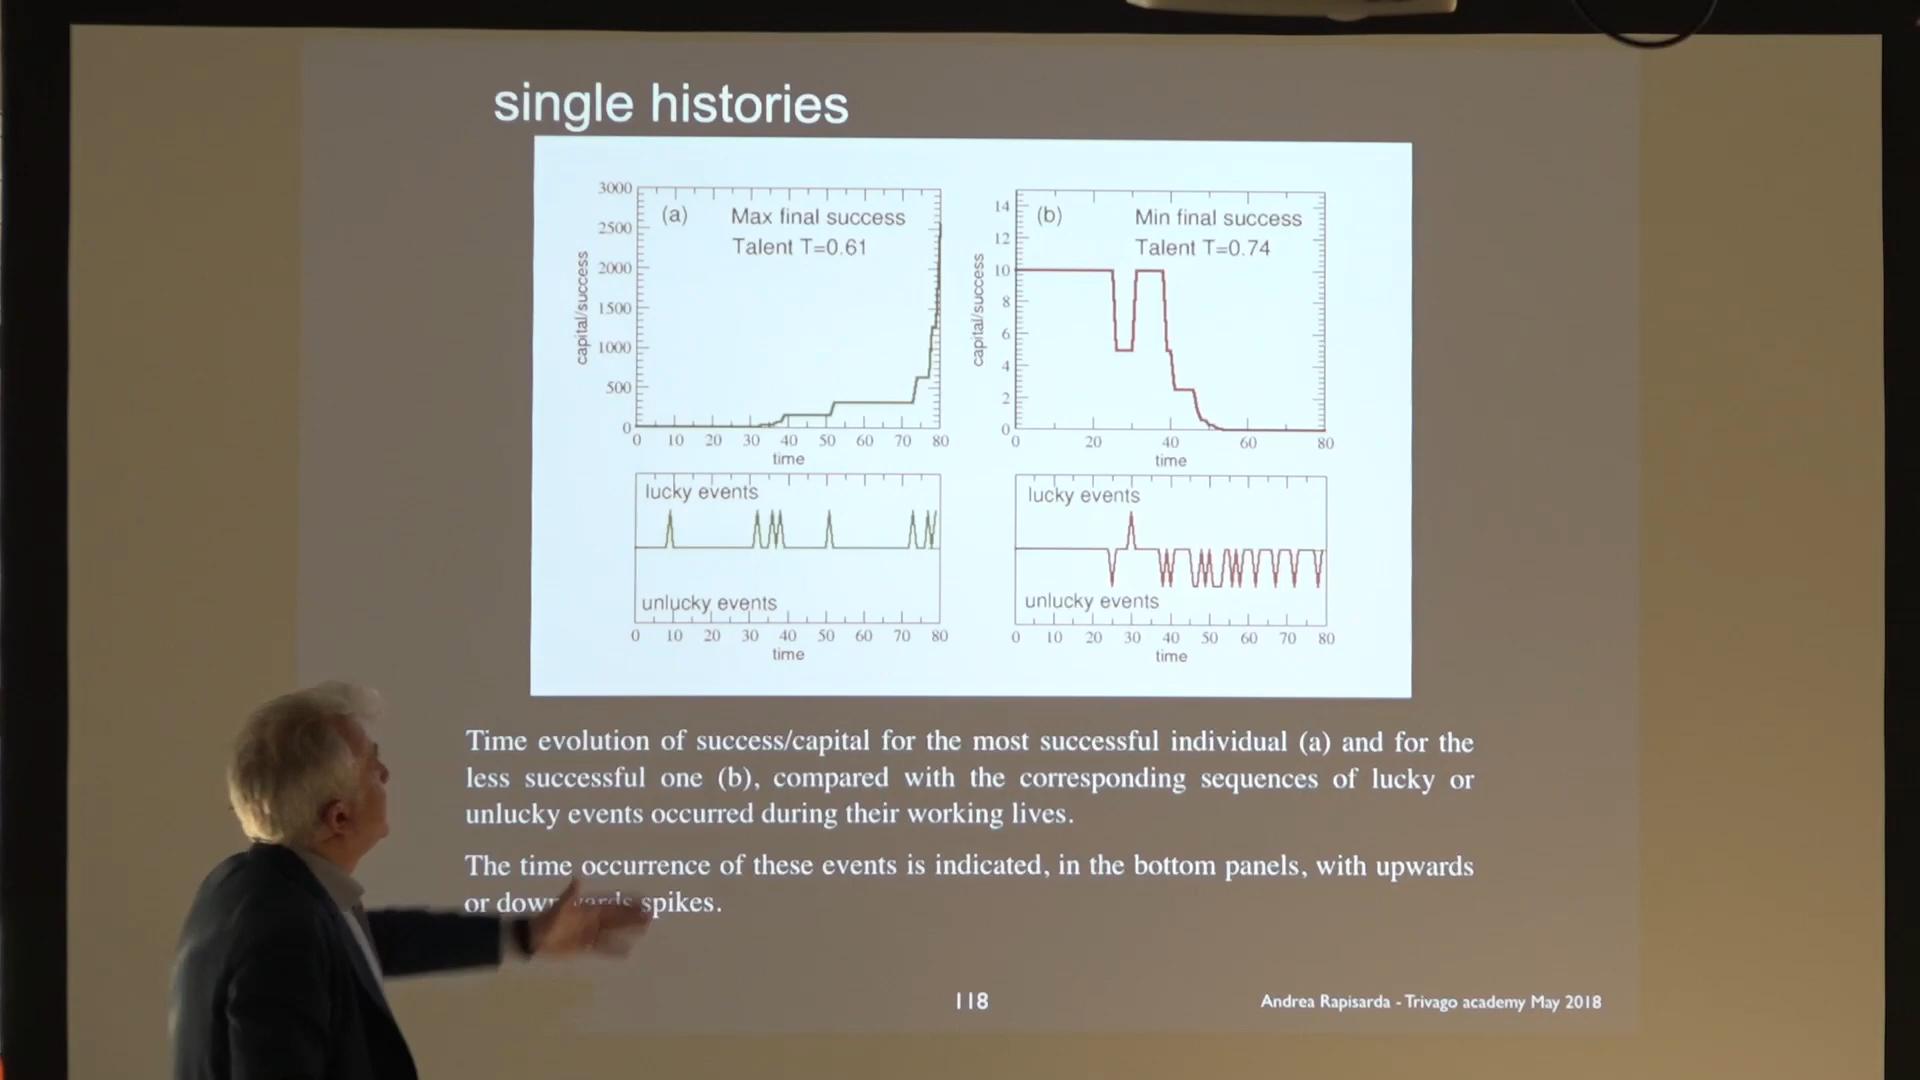 single histories
3000
2500
2000
1500
1000
500
0
capital/success
(a)
Max final success
Talent T=0.61
0 10 20 30 40 50 60 70 80
time
14
12
10
8
6
4
2
0
capital/success
(b)
Min final success
Talent T=0.74
0 20 40 60 80
time
lucky events
unlucky events
0 10 20 30 40 50 60 70 80
time
lucky events
unlucky events
0 10 20 30 40 50 60 70 80
time
Time evolution of success/capital for the most successful individual (a) and for the
less successful one (b), compared with the corresponding sequences of lucky or
unlucky events occurred during their working lives.
The time occurrence of these events is indicated, in the bottom panels, with upwards
or downwards spikes.
118
Andrea Rapisarda - Trivago academy May 2018